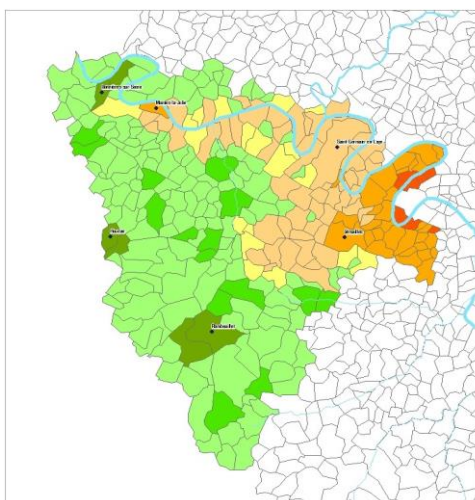 Bonnières sur Seine
Mantes la Jolie
Saint Germain en Laye
Versailles
Houdan
Rambouillet